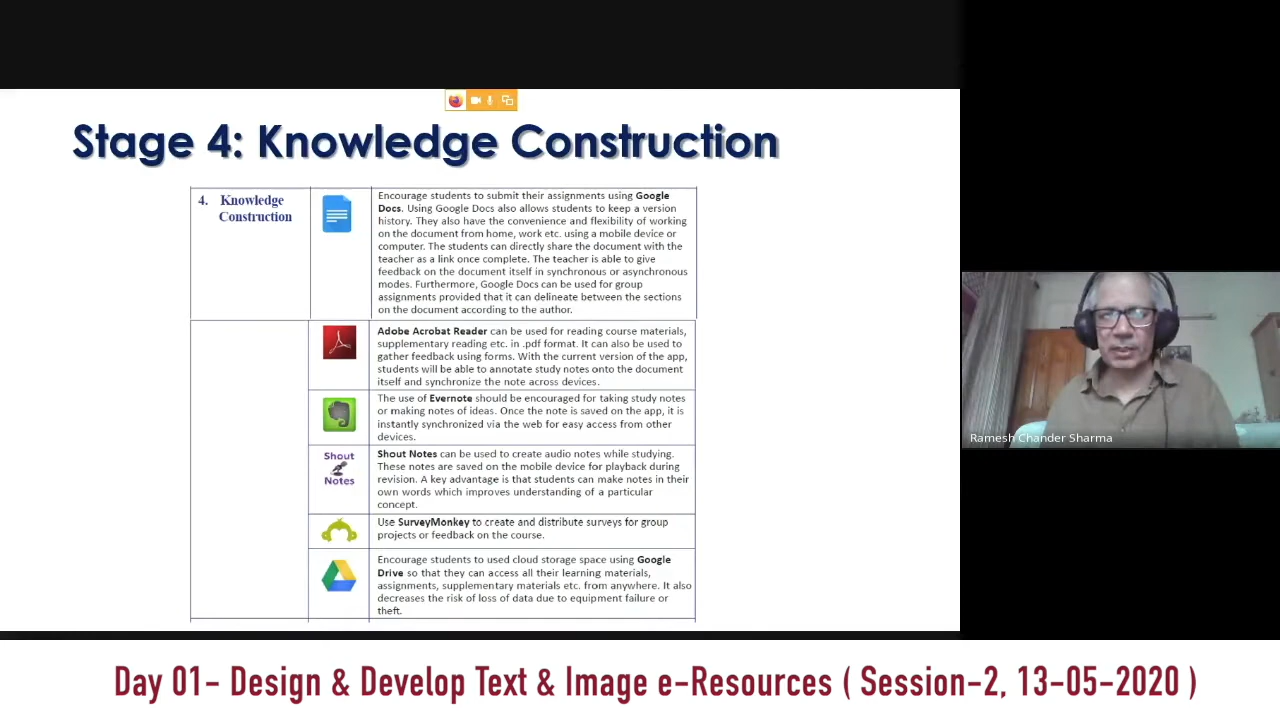 Stage 4: Knowledge Construction
4. Knowledge
Construction
Encourage students to submit their assignments using Google
Docs. Using Google Docs also allows students to keep a version
history. They also have the convenience and flexibility of working
on the document from home, work etc. using a mobile device or
computer. The students can directly share the document with the
teacher as a link once complete. The teacher is able to give
feedback on the document itself in synchronous or asynchronous
modes. Furthermore, Google Docs can be used for group
assignments provided that it can delineate between the sections
on the document according to the author.
Adobe Acrobat Reader can be used for reading course materials,
supplementary reading etc. in .pdf format. It can also be used to
gather feedback using forms. With the current version of the app,
students will be able to annotate study notes onto the document
itself and synchronize the note across devices.
The use of Evernote should be encouraged for taking study notes
or making notes of ideas. Once the note is saved on the app, it is
instantly synchronized via the web for easy access from other
devices.
Shout
Notes
Shout Notes can be used to create audio notes while studying.
These notes are saved on the mobile device for playback during
revision. A key advantage is that students can make notes in their
own words which improves understanding of a particular
concept.
Use SurveyMonkey to create and distribute surveys for group
projects or feedback on the course.
Encourage students to used cloud storage space using Google
Drive so that they can access all their learning materials,
assignments, supplementary materials etc. from anywhere. It also
decreases the risk of loss of data due to equipment failure or
theft.
Ramesh Chander Sharma
Day 01- Design & Develop Text & Image e-Resources ( Session-2, 13-05-2020 )